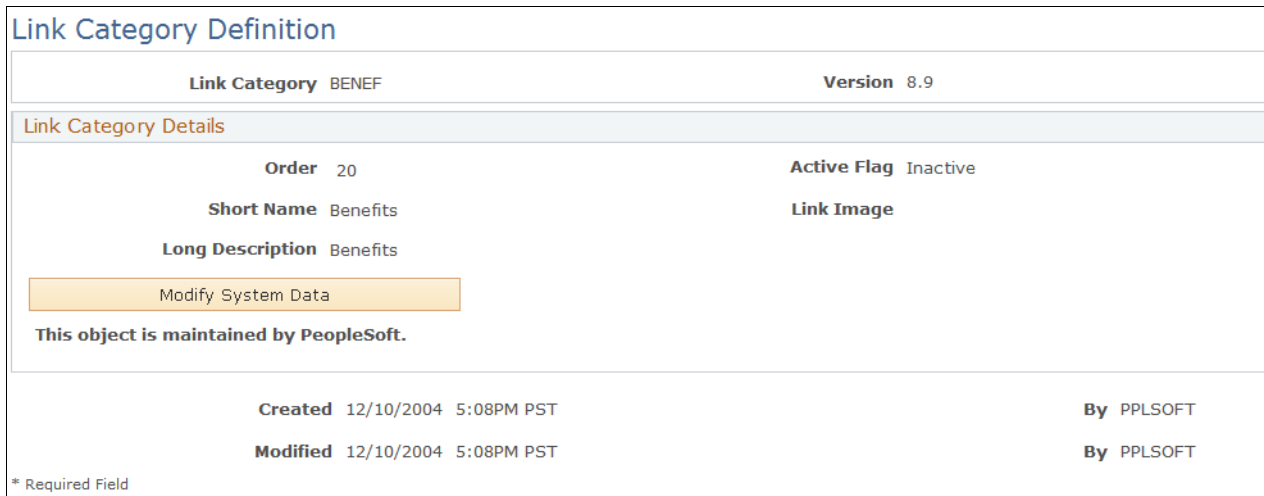 Link Category Definition
Link Category BENEF Version 8.9
Link Category Details
Order 20 Active Flag Inactive
Short Name Benefits Link Image
Long Description Benefits
Modify System Data
This object is maintained by PeopleSoft.
Created 12/10/2004 5:08PM PST By PPLSOFT
Modified 12/10/2004 5:08PM PST By PPLSOFT
* Required Field